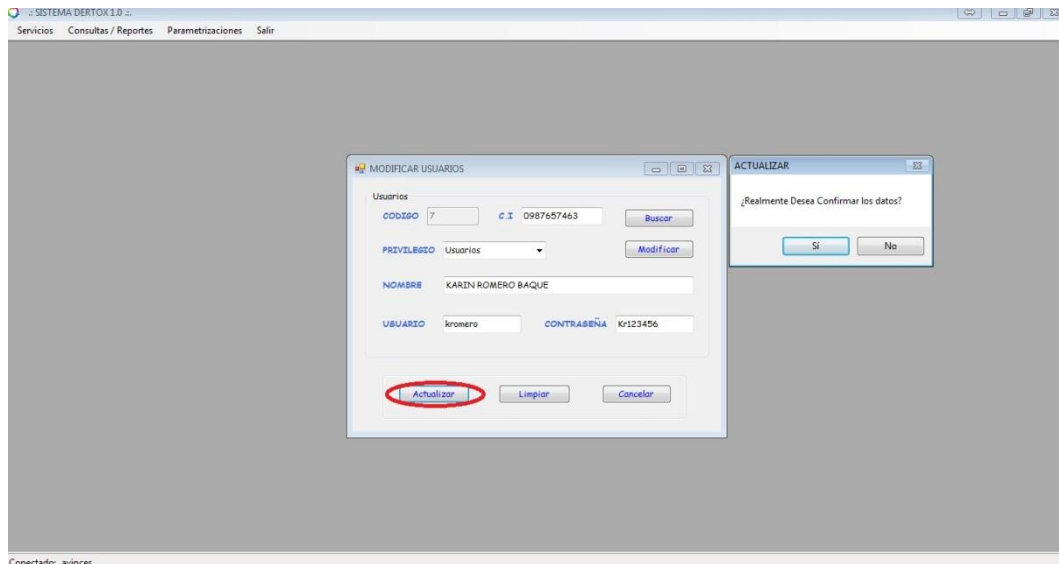 .: SISTEMA DERTOX 1.0 :.
Servicios Consultas / Reportes Parametrizaciones Salir
MODIFICAR USUARIOS
Usuarios
CODIGO 7 C.I 0987657463 Buscar
PRIVILEGIO Usuarios Modificar
NOMBRE KARIN ROMERO BAQUE
USUARIO kromero CONTRASEÑA Kr123456
Actualizar Limpiar Cancelar
ACTUALIZAR
¿Realmente Desea Confirmar los datos?
Sí No
Conectado: avinces